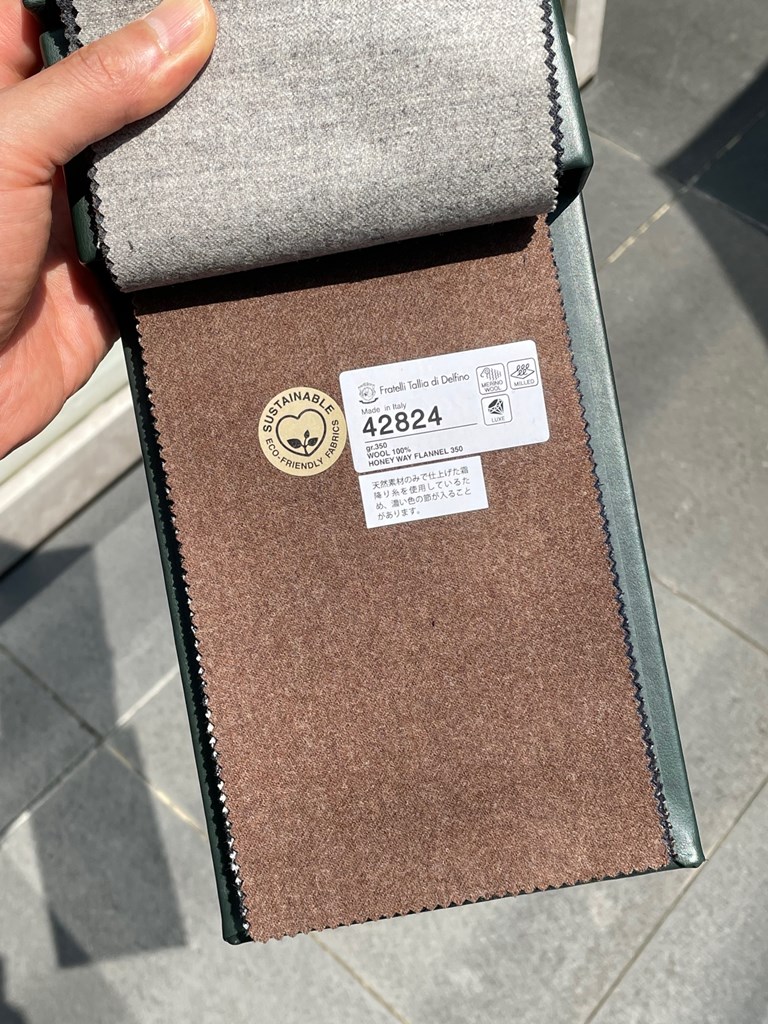 SUSTAINABLE
ECO-FRIENDLY FABRICS
Fratelli Tallia di Delfino
MERINO
WOOL
MILLED
Made in Italy
42824
LUXE
gr.350
WOOL 100%
HONEY WAY FLANNEL 350
天然素材のみで仕上げた霜
降り糸を使用しているた
め、濃い色の節が入ること
があります。